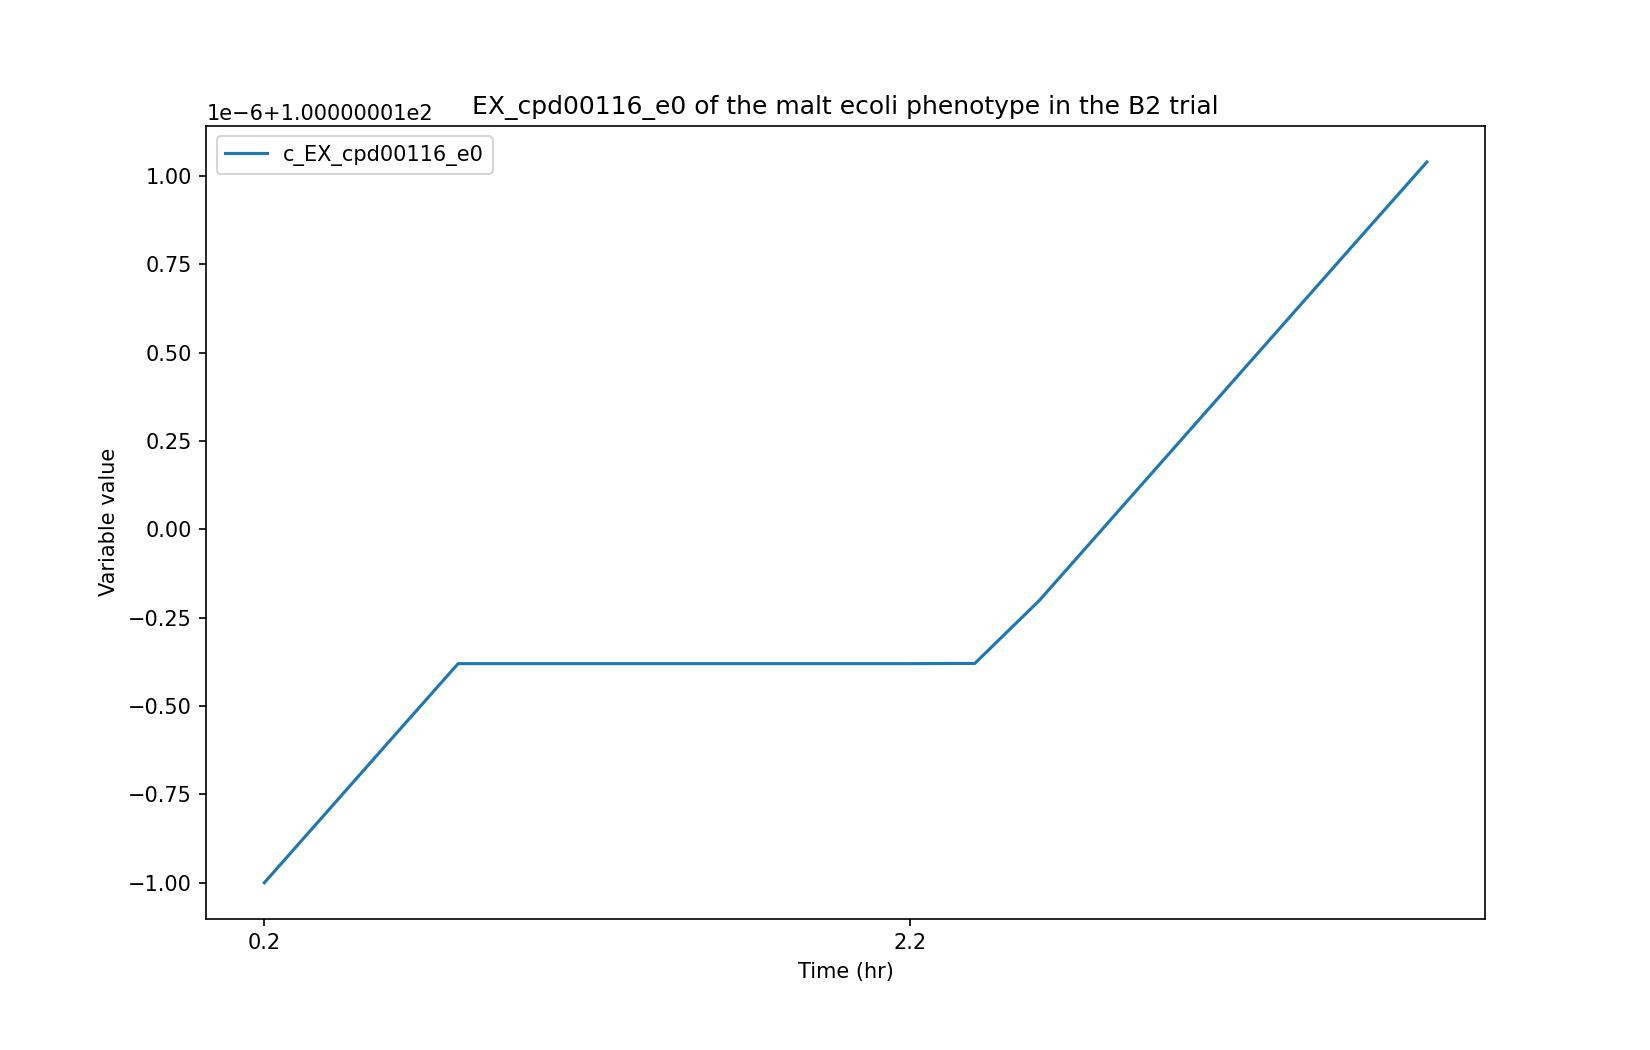 EX_cpd00116_e0 of the malt ecoli phenotype in the B2 trial
1e−6+1.00000001e2
c_EX_cpd00116_e0
1.00
0.75
0.50
0.25
0.00
−0.25
−0.50
−0.75
−1.00
Variable value
0.2
2.2
Time (hr)